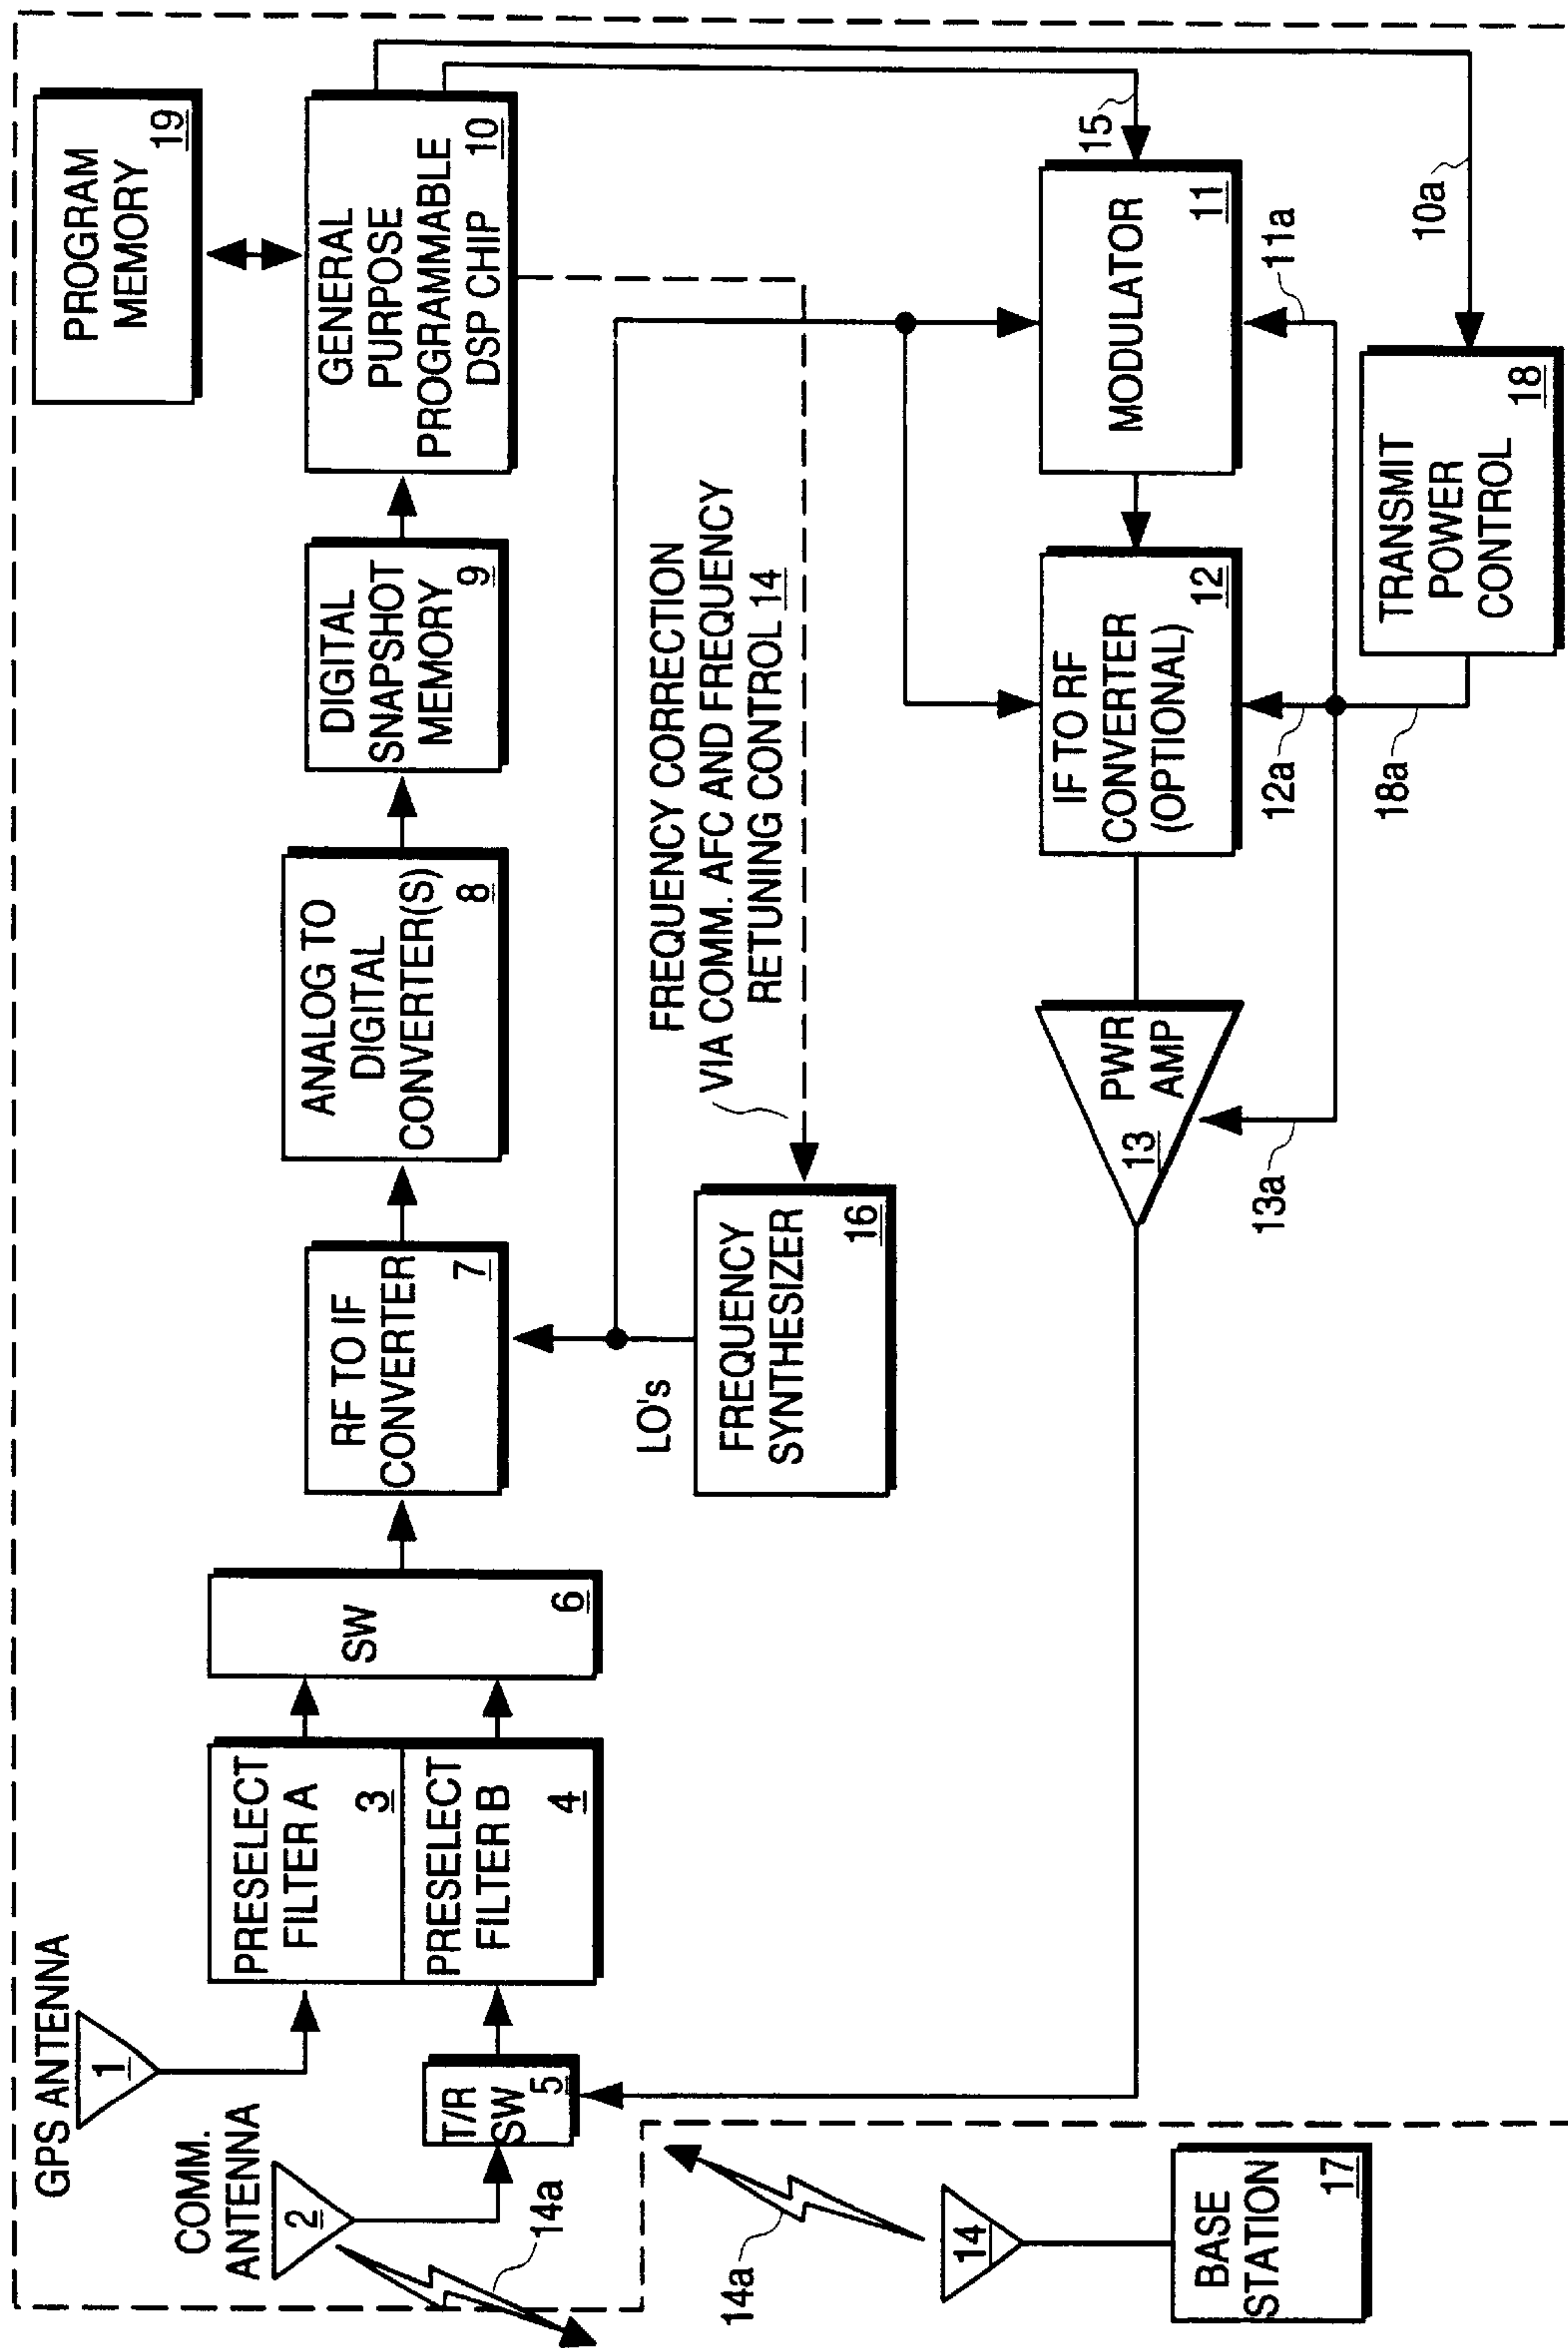 GPS ANTENNA
1
COMM.
ANTENNA
2
14a
T/R
SW
5
PRESELECT
FILTER A
3
PRESELECT
FILTER B
4
SW
6
RF TO IF
CONVERTER
7
ANALOG TO
DIGITAL
CONVERTER(S)
8
DIGITAL
SNAPSHOT
MEMORY
9
GENERAL
PURPOSE
PROGRAMMABLE
DSP CHIP
10
PROGRAM
MEMORY
19
LO's
FREQUENCY
SYNTHESIZER
16
FREQUENCY CORRECTION
VIA COMM. AFC AND FREQUENCY
RETUNING CONTROL 14
14a
14
BASE
STATION
17
PWR
AMP
13
13a
IF TO RF
CONVERTER
(OPTIONAL)
12
12a
18a
MODULATOR
11
15
11a
10a
TRANSMIT
POWER
CONTROL
18